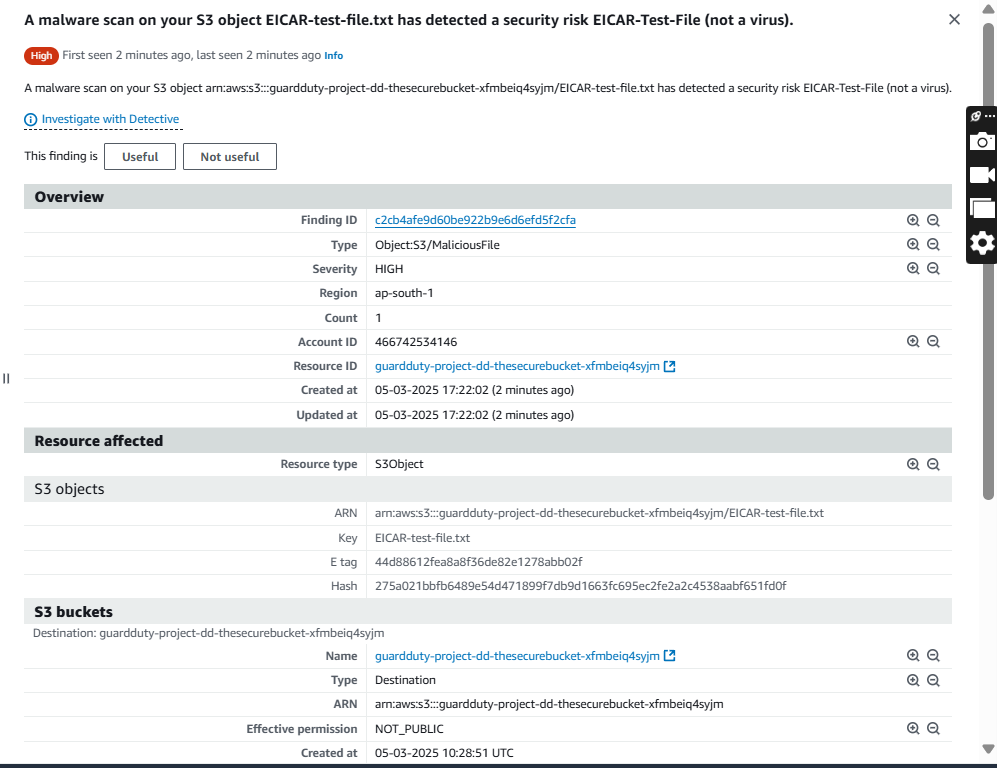 A malware scan on your S3 object EICAR-test-file.txt has detected a security risk EICAR-Test-File (not a virus).
High First seen 2 minutes ago, last seen 2 minutes ago Info
A malware scan on your S3 object arn:aws:s3:::guardduty-project-dd-thesecurebucket-xfmbeiq4syjm/EICAR-test-file.txt has detected a security risk EICAR-Test-File (not a virus).
Investigate with Detective
This finding is Useful Not useful
Overview
Finding ID c2cb4afe9d60be922b9e6d6efd5f2cfa
Type Object:S3/MaliciousFile
Severity HIGH
Region ap-south-1
Count 1
Account ID 466742534146
Resource ID guardduty-project-dd-thesecurebucket-xfmbeiq4syjm
Created at 05-03-2025 17:22:02 (2 minutes ago)
Updated at 05-03-2025 17:22:02 (2 minutes ago)
Resource affected
Resource type S3Object
S3 objects
ARN arn:aws:s3:::guardduty-project-dd-thesecurebucket-xfmbeiq4syjm/EICAR-test-file.txt
Key EICAR-test-file.txt
E tag 44d88612fea8a8f36de82e1278abb02f
Hash 275a021bbfb6489e54d471899f7db9d1663fc695ec2fe2a2c4538aabf651fd0f
S3 buckets
Destination: guardduty-project-dd-thesecurebucket-xfmbeiq4syjm
Name guardduty-project-dd-thesecurebucket-xfmbeiq4syjm
Type Destination
ARN arn:aws:s3:::guardduty-project-dd-thesecurebucket-xfmbeiq4syjm
Effective permission NOT_PUBLIC
Created at 05-03-2025 10:28:51 UTC